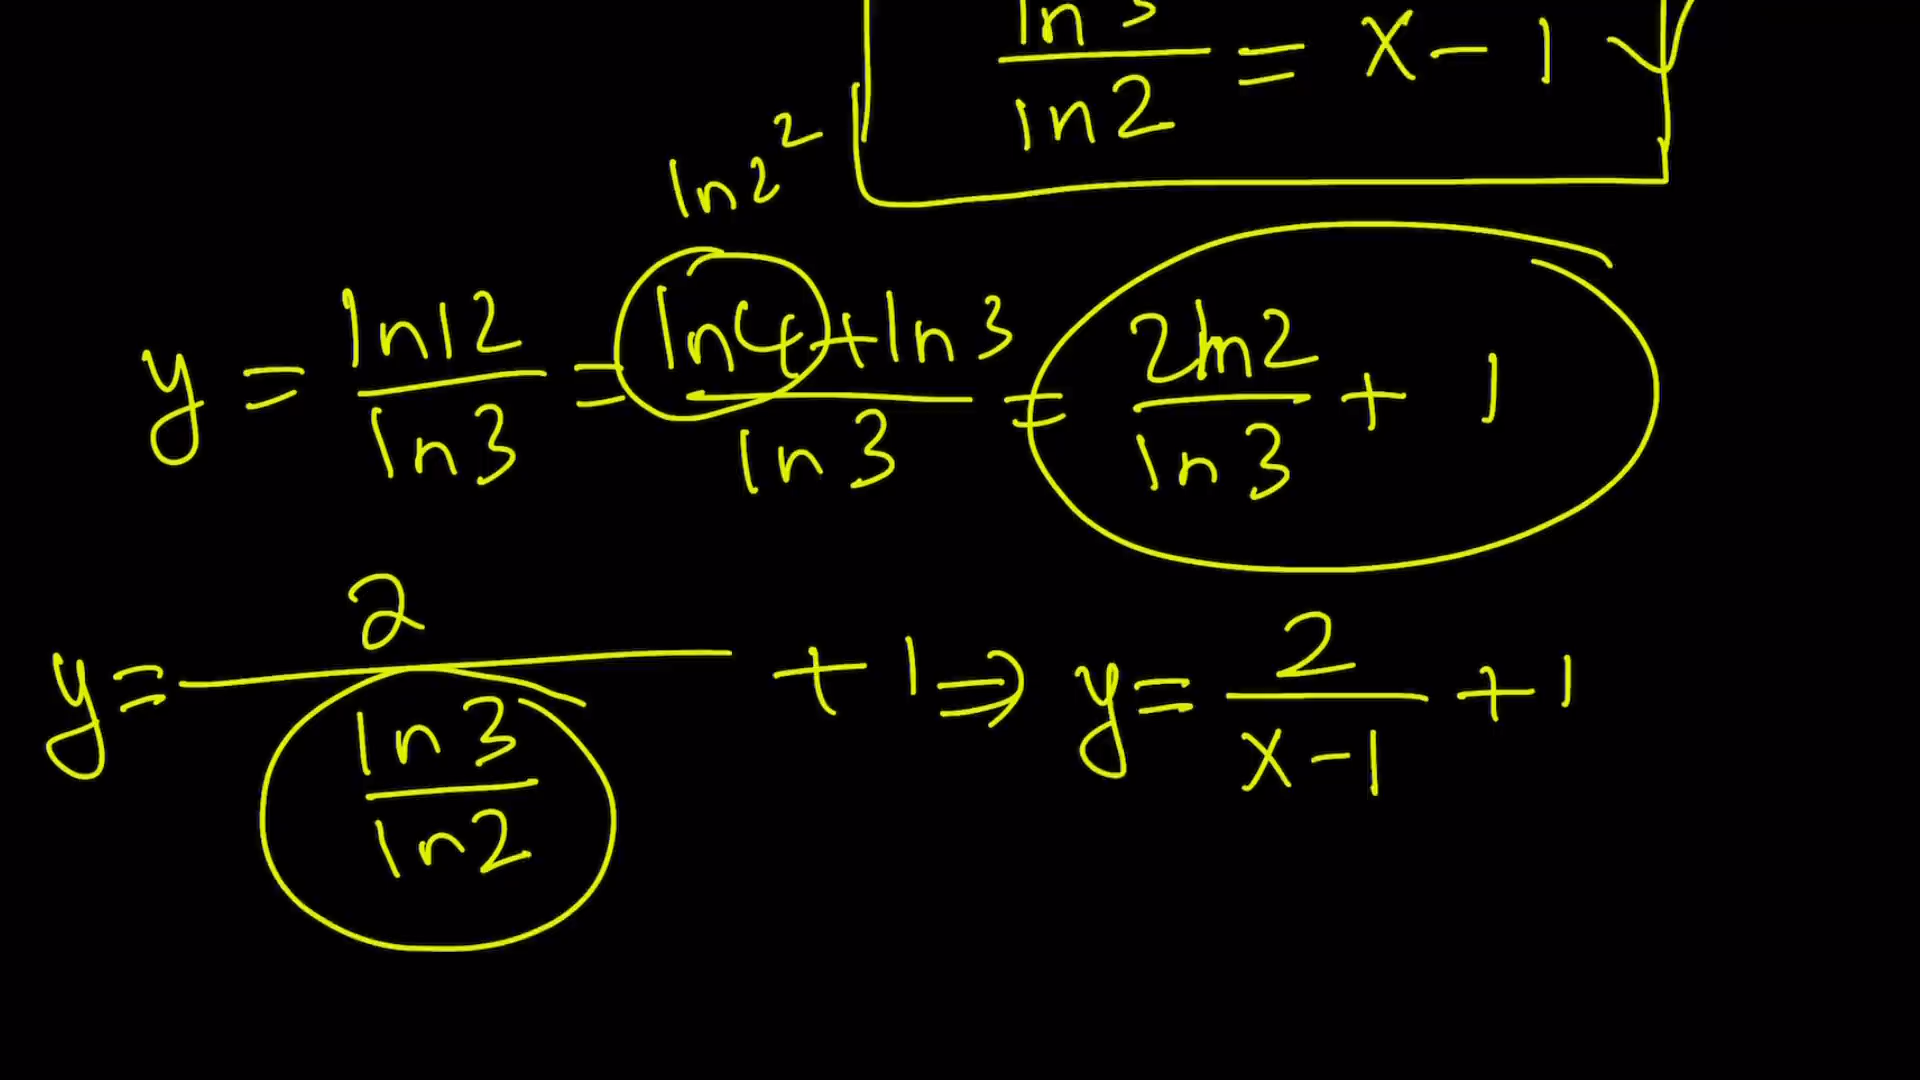 ln3/ln2 = x - 1
ln2²
y = ln12/ln3 = (ln4 + ln3)/ln3 = 2ln2/ln3 + 1
y = 2/(ln3/ln2) + 1 ⇒ y = 2/(x-1) + 1